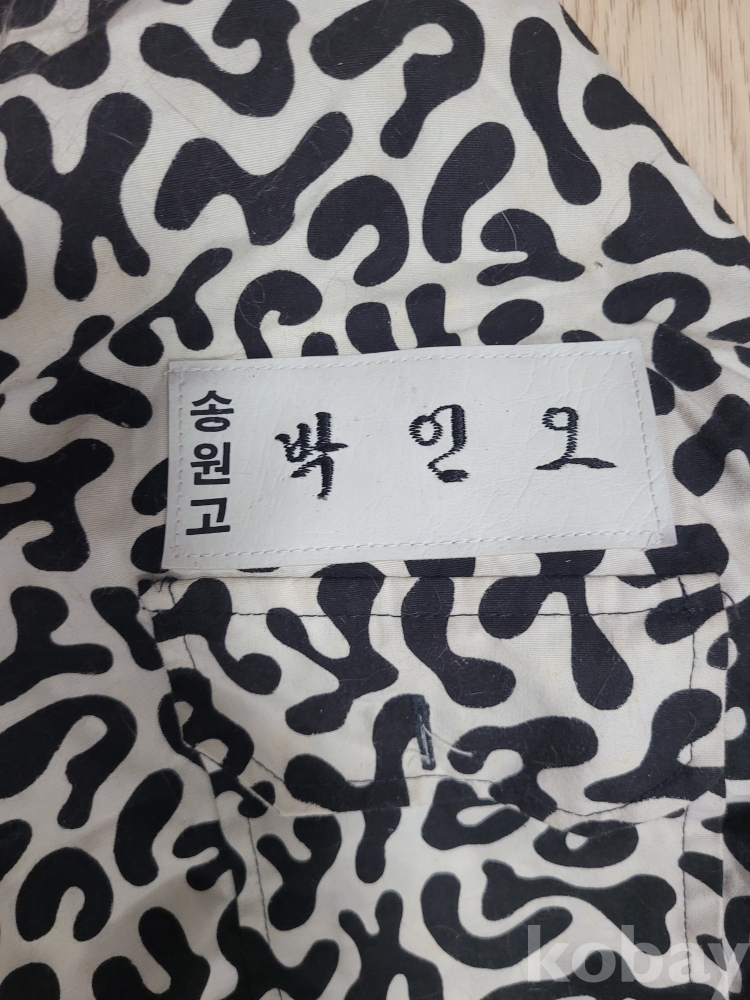 송원고
박 인 오
kobay